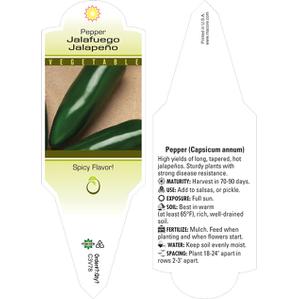 Pepper
Jalafuego
Jalapeño
VEGETABLE
Spicy Flavor!
C3V78
Printed in U.S.A.
Pepper (Capsicum annum)
High yields of long, tapered, hot
jalapeños. Sturdy plants with
strong disease resistance.
MATURITY: Harvest in 70-90 days.
USE: Add to salsas, or pickle.
EXPOSURE: Full sun.
SOIL: Best in warm
(at least 65°F), rich, well-drained
soil.
FERTILIZE: Mulch. Feed when
planting and when flowers start.
WATER: Keep soil evenly moist.
SPACING: Plant 18-24" apart in
rows 2-3' apart.